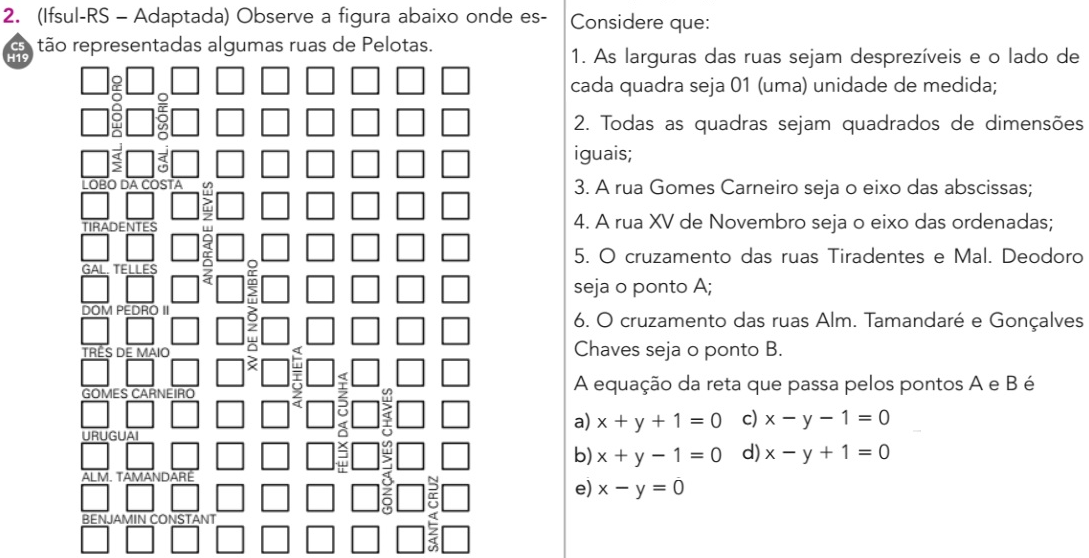 2. (Ifsul-RS – Adaptada) Observe a figura abaixo onde es-
C5
H19
tão representadas algumas ruas de Pelotas.
MAL. DEODORO
GAL. OSÓRIO
LOBO DA COSTA
ANDRADE NEVES
TIRADENTES
GAL. TELLES
XV DE NOVEMBRO
DOM PEDRO II
TRÊS DE MAIO
ANCHIETA
GOMES CARNEIRO
FÉLIX DA CUNHA
GONÇALVES CHAVES
URUGUAI
ALM. TAMANDARÉ
SANTA CRUZ
BENJAMIN CONSTANT
Considere que:
1. As larguras das ruas sejam desprezíveis e o lado de
cada quadra seja 01 (uma) unidade de medida;
2. Todas as quadras sejam quadrados de dimensões
iguais;
3. A rua Gomes Carneiro seja o eixo das abscissas;
4. A rua XV de Novembro seja o eixo das ordenadas;
5. O cruzamento das ruas Tiradentes e Mal. Deodoro
seja o ponto A;
6. O cruzamento das ruas Alm. Tamandaré e Gonçalves
Chaves seja o ponto B.
A equação da reta que passa pelos pontos A e B é
a) x + y + 1 = 0 c) x − y − 1 = 0
b) x + y − 1 = 0 d) x − y + 1 = 0
e) x − y = 0